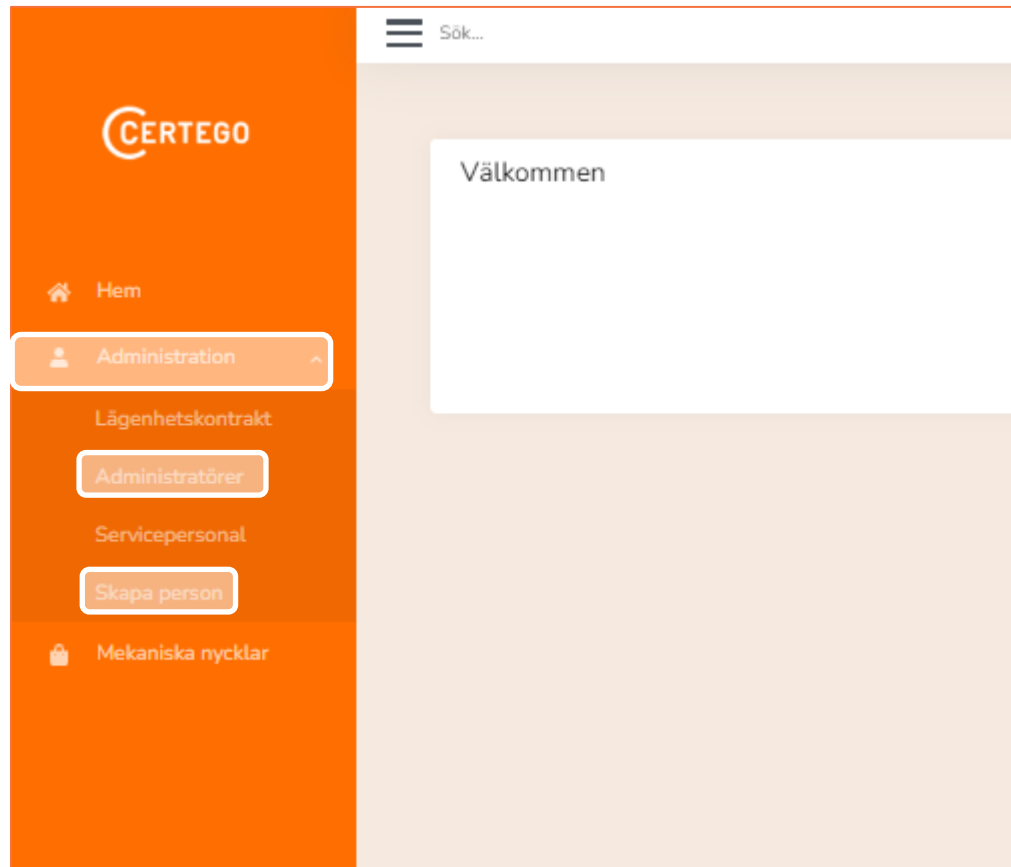 Sök...
CERTEGO
Välkommen
Hem
Administration
Lägenhetskontrakt
Administratörer
Servicepersonal
Skapa person
Mekaniska nycklar